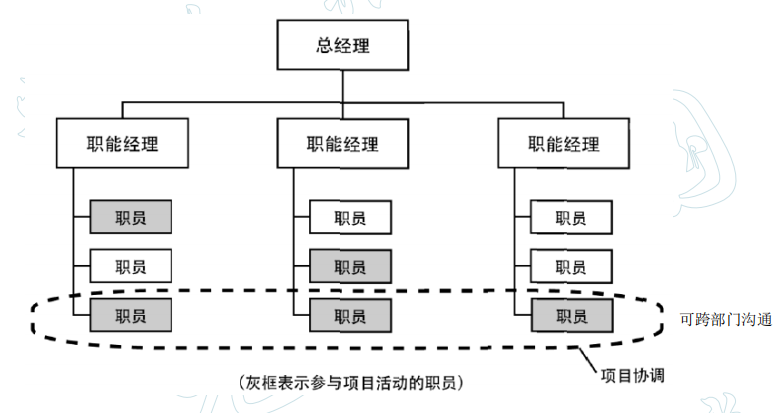 总经理
职能经理 职能经理 职能经理
职员 职员 职员
职员 职员 职员
职员 职员 职员
可跨部门沟通
项目协调
(灰框表示参与项目活动的职员)